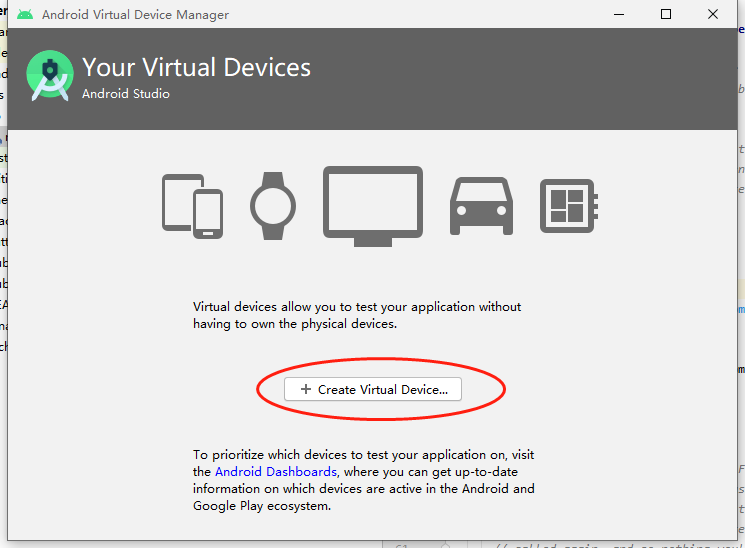 Android Virtual Device Manager
Your Virtual Devices
Android Studio
Virtual devices allow you to test your application without
having to own the physical devices.
+ Create Virtual Device...
To prioritize which devices to test your application on, visit
the Android Dashboards, where you can get up-to-date
information on which devices are active in the Android and
Google Play ecosystem.